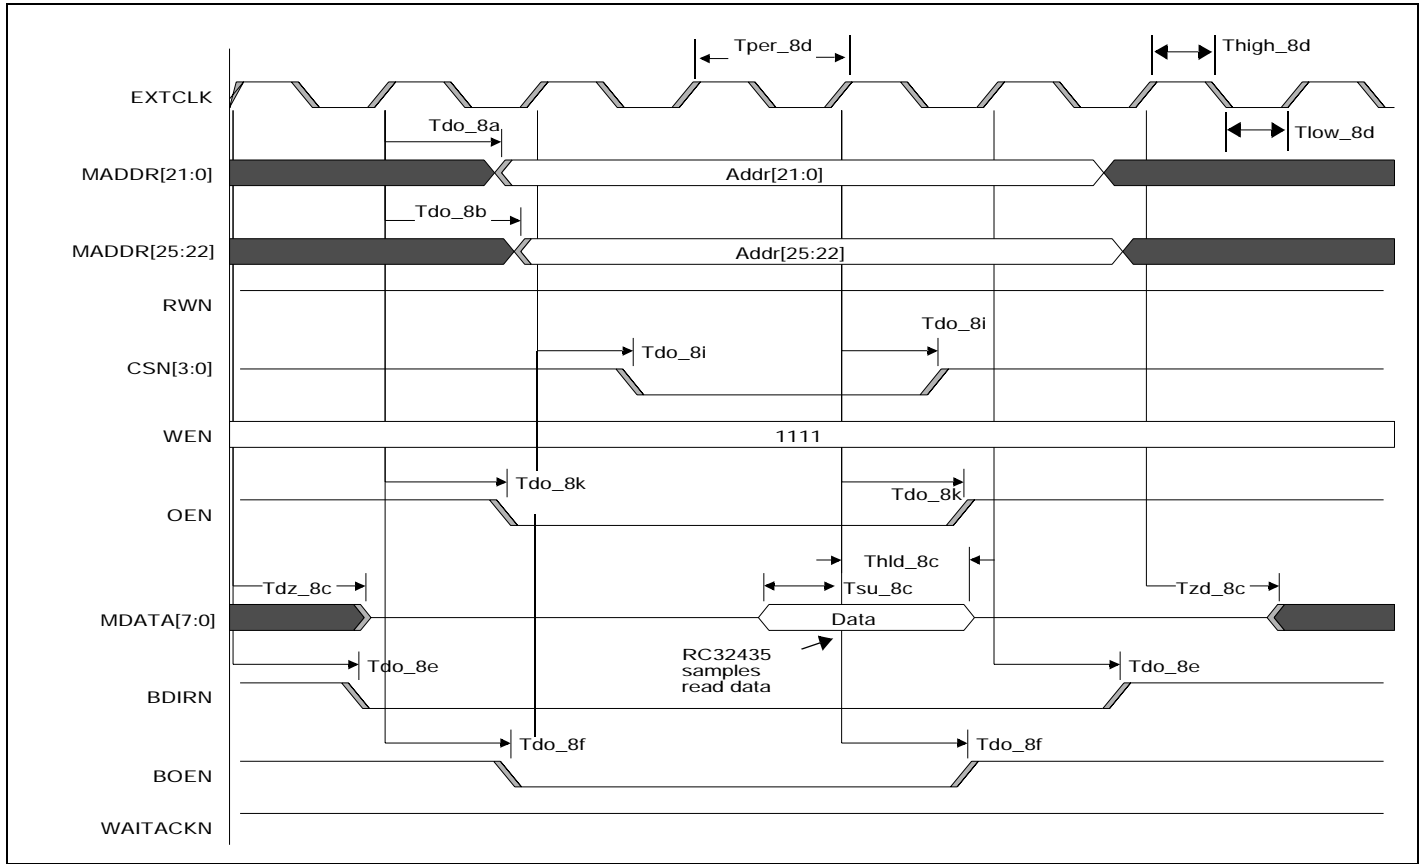 Tper_8d
Thigh_8d
EXTCLK
Tdo_8a
Tlow_8d
MADDR[21:0]
Addr[21:0]
Tdo_8b
MADDR[25:22]
Addr[25:22]
RWN
Tdo_8i
Tdo_8i
CSN[3:0]
WEN
1111
Tdo_8k
Tdo_8k
OEN
Thld_8c
Tdz_8c
Tsu_8c
Tzd_8c
MDATA[7:0]
Data
RC32435
samples
read data
Tdo_8e
Tdo_8e
BDIRN
Tdo_8f
Tdo_8f
BOEN
WAITACKN